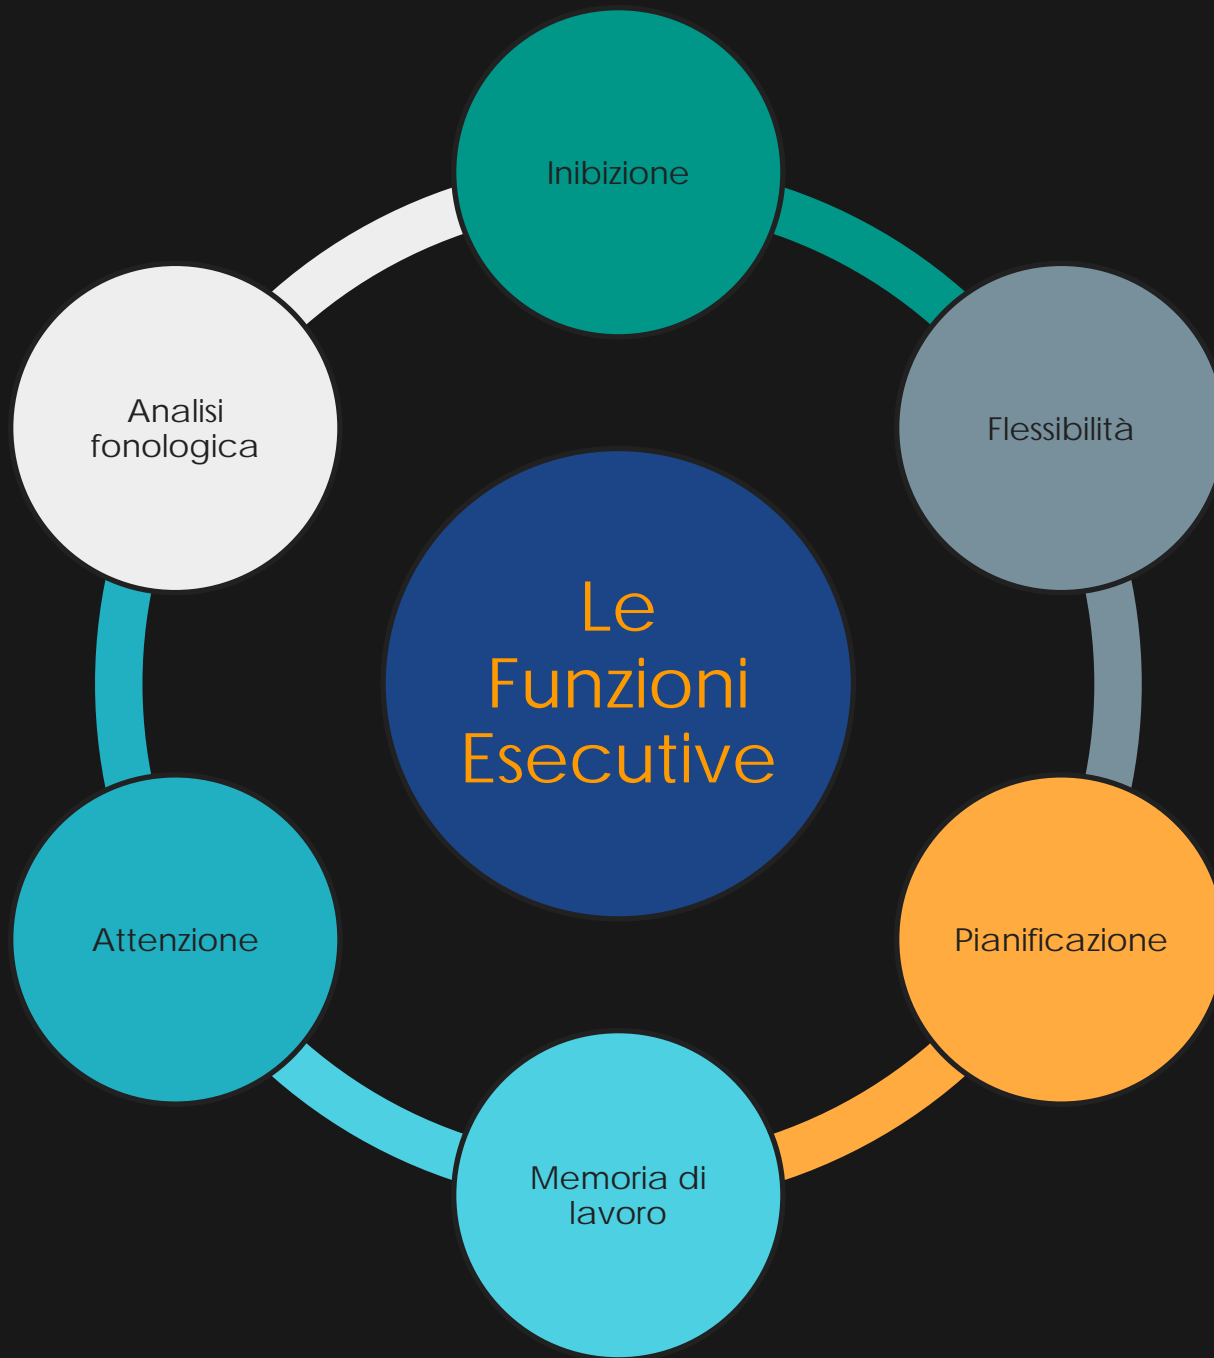 Inibizione
Analisi
fonologica
Flessibilità
Le
Funzioni
Esecutive
Attenzione
Pianificazione
Memoria di
lavoro